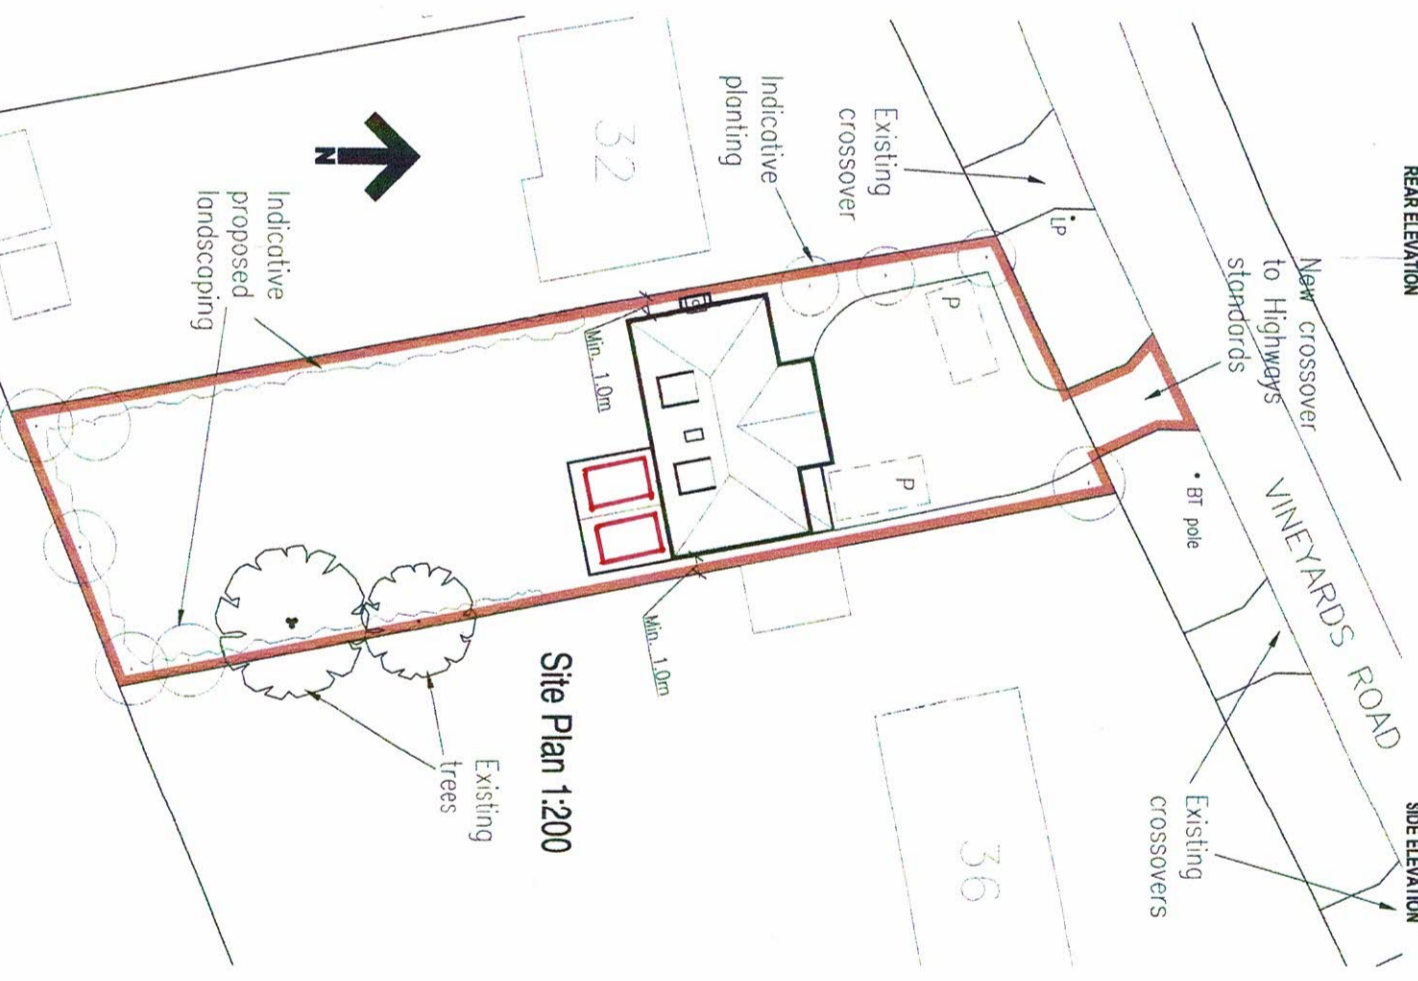 REAR ELEVATION
SIDE ELEVATION
New crossover
to Highways
standards
VINEYARDS ROAD
Existing
crossover
LP
BT pole
Existing
crossovers
Indicative
planting
P
P
32
36
N
Min. 1.0m
Min. 1.0m
Indicative
proposed
landscaping
Site Plan 1:200
Existing
trees